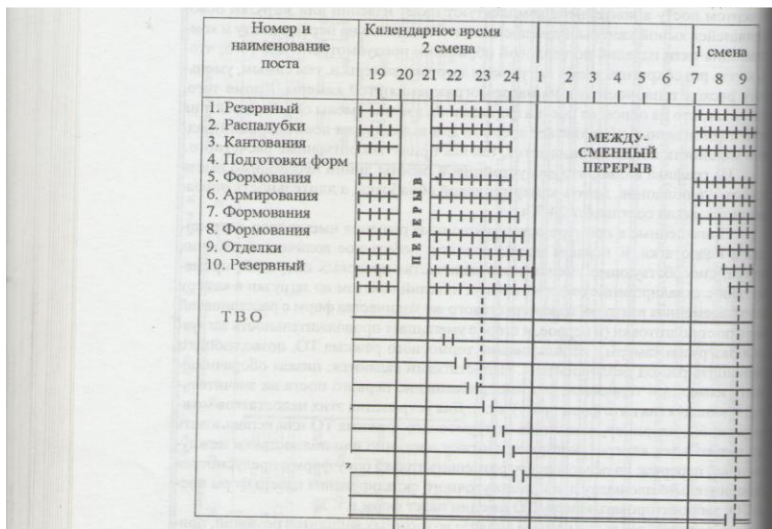 Номер и
наименование
поста
Календарное время
2 смена
1 смена
19 20 21 22 23 24 1 2 3 4 5 6 7 8 9
1. Резервный
2. Распалубки
3. Кантования
4. Подготовки форм
5. Формования
6. Армирования
7. Формования
8. Формования
9. Отделки
10. Резервный
ПЕРЕРЫВ
МЕЖДУ-
СМЕННЫЙ
ПЕРЕРЫВ
ТВО